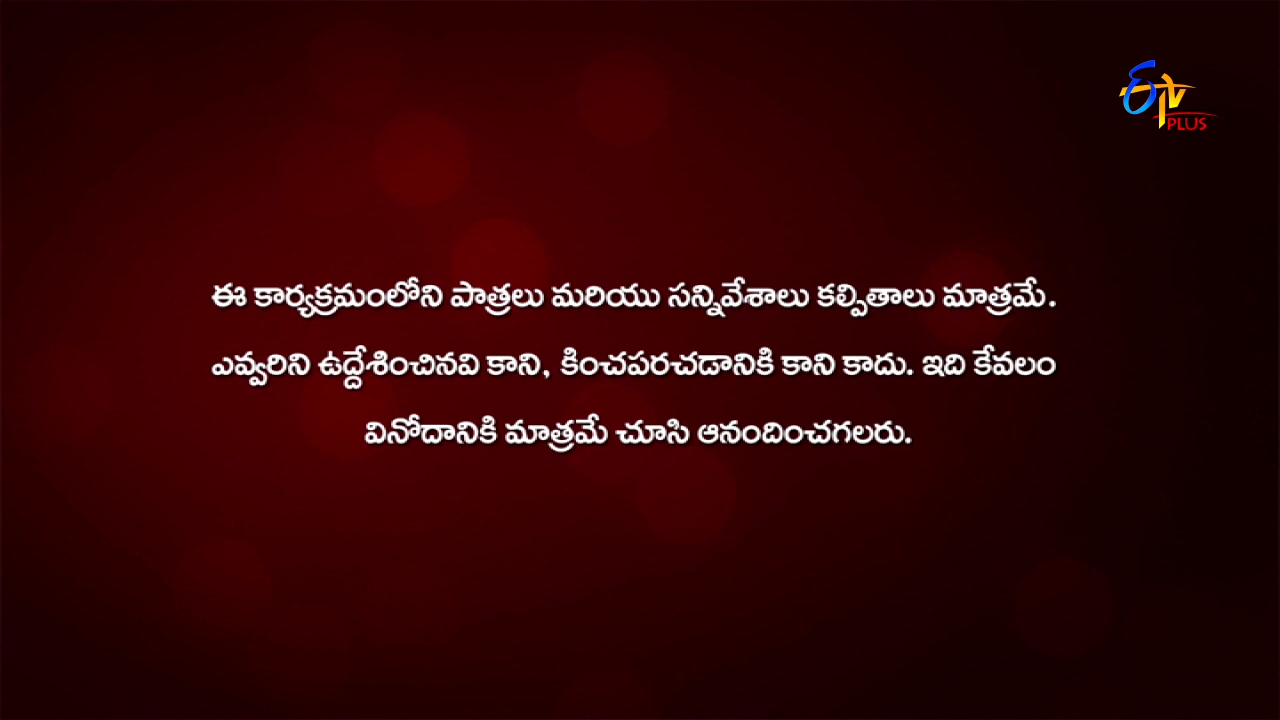 ETV
PLUS
ఈ కార్యక్రమంలోని పాత్రలు మరియు సన్నివేశాలు కల్పితాలు మాత్రమే.
ఎవ్వరిని ఉద్దేశించినవి కాని, కించపరచడానికి కాని కాదు. ఇది కేవలం
వినోదానికి మాత్రమే చూసి ఆనందించగలరు.